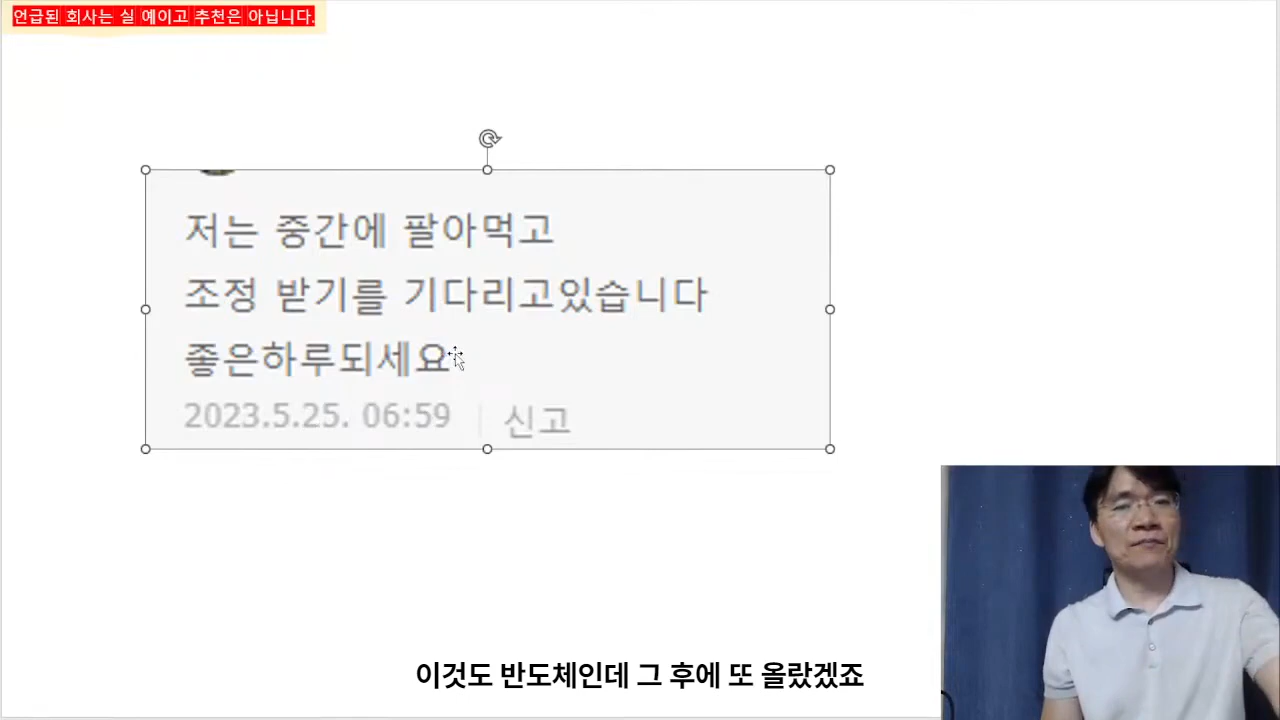 언급된 회사는 실 예이고 추천은 아닙니다.
저는 중간에 팔아먹고
조정 받기를 기다리고있습니다
좋은하루되세요
2023.5.25. 06:59 | 신고
이것도 반도체인데 그 후에 또 올랐겠죠